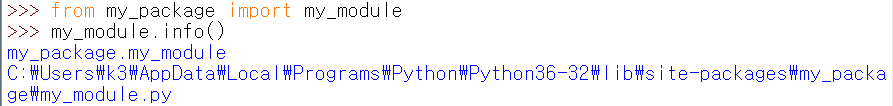 >>> from my_package import my_module
>>> my_module.info()
my_package.my_module
C:₩Users₩k3₩AppData₩Local₩Programs₩Python₩Python36-32₩lib₩site-packages₩my_packa
ge₩my_module.py